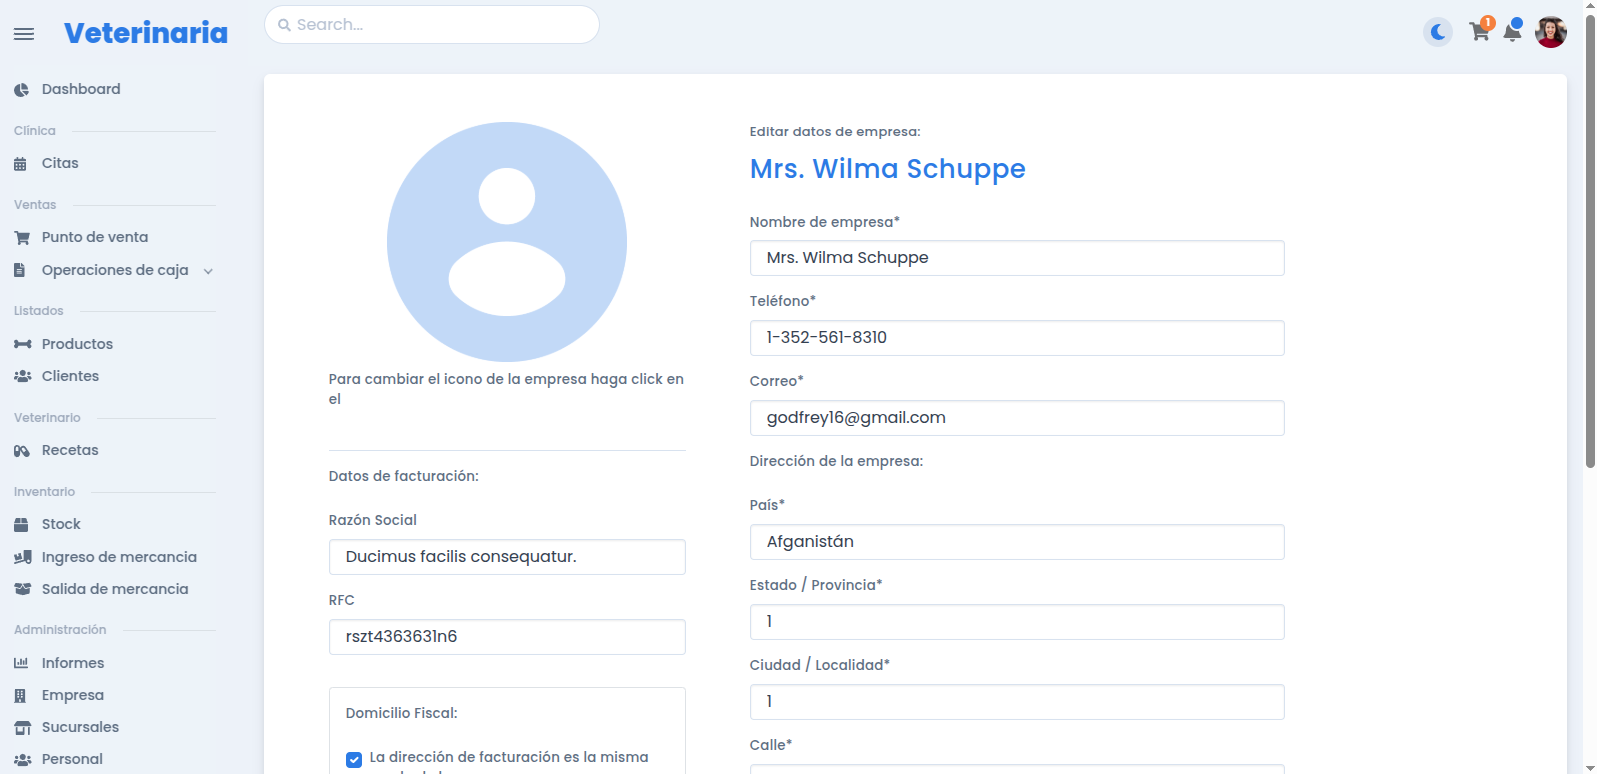 Veterinaria
Search...
1
Dashboard
Clínica
Citas
Ventas
Punto de venta
Operaciones de caja
Listados
Productos
Clientes
Veterinario
Recetas
Inventario
Stock
Ingreso de mercancia
Salida de mercancia
Administración
Informes
Empresa
Sucursales
Personal
Para cambiar el icono de la empresa haga click en
el
Datos de facturación:
Razón Social
Ducimus facilis consequatur.
RFC
rszt4363631n6
Domicilio Fiscal:
La dirección de facturación es la misma
Editar datos de empresa:
Mrs. Wilma Schuppe
Nombre de empresa*
Mrs. Wilma Schuppe
Teléfono*
1-352-561-8310
Correo*
godfrey16@gmail.com
Dirección de la empresa:
País*
Afganistán
Estado / Provincia*
1
Ciudad / Localidad*
1
Calle*